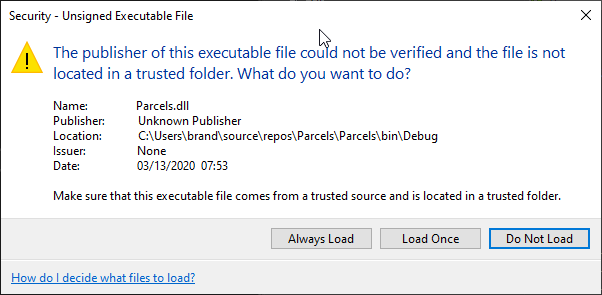 Security - Unsigned Executable File
The publisher of this executable file could not be verified and the file is not
located in a trusted folder. What do you want to do?
Name: Parcels.dll
Publisher: Unknown Publisher
Location: C:\Users\brand\source\repos\Parcels\Parcels\bin\Debug
Issuer: None
Date: 03/13/2020 07:53
Make sure that this executable file comes from a trusted source and is located in a trusted folder.
Always Load Load Once Do Not Load
How do I decide what files to load?